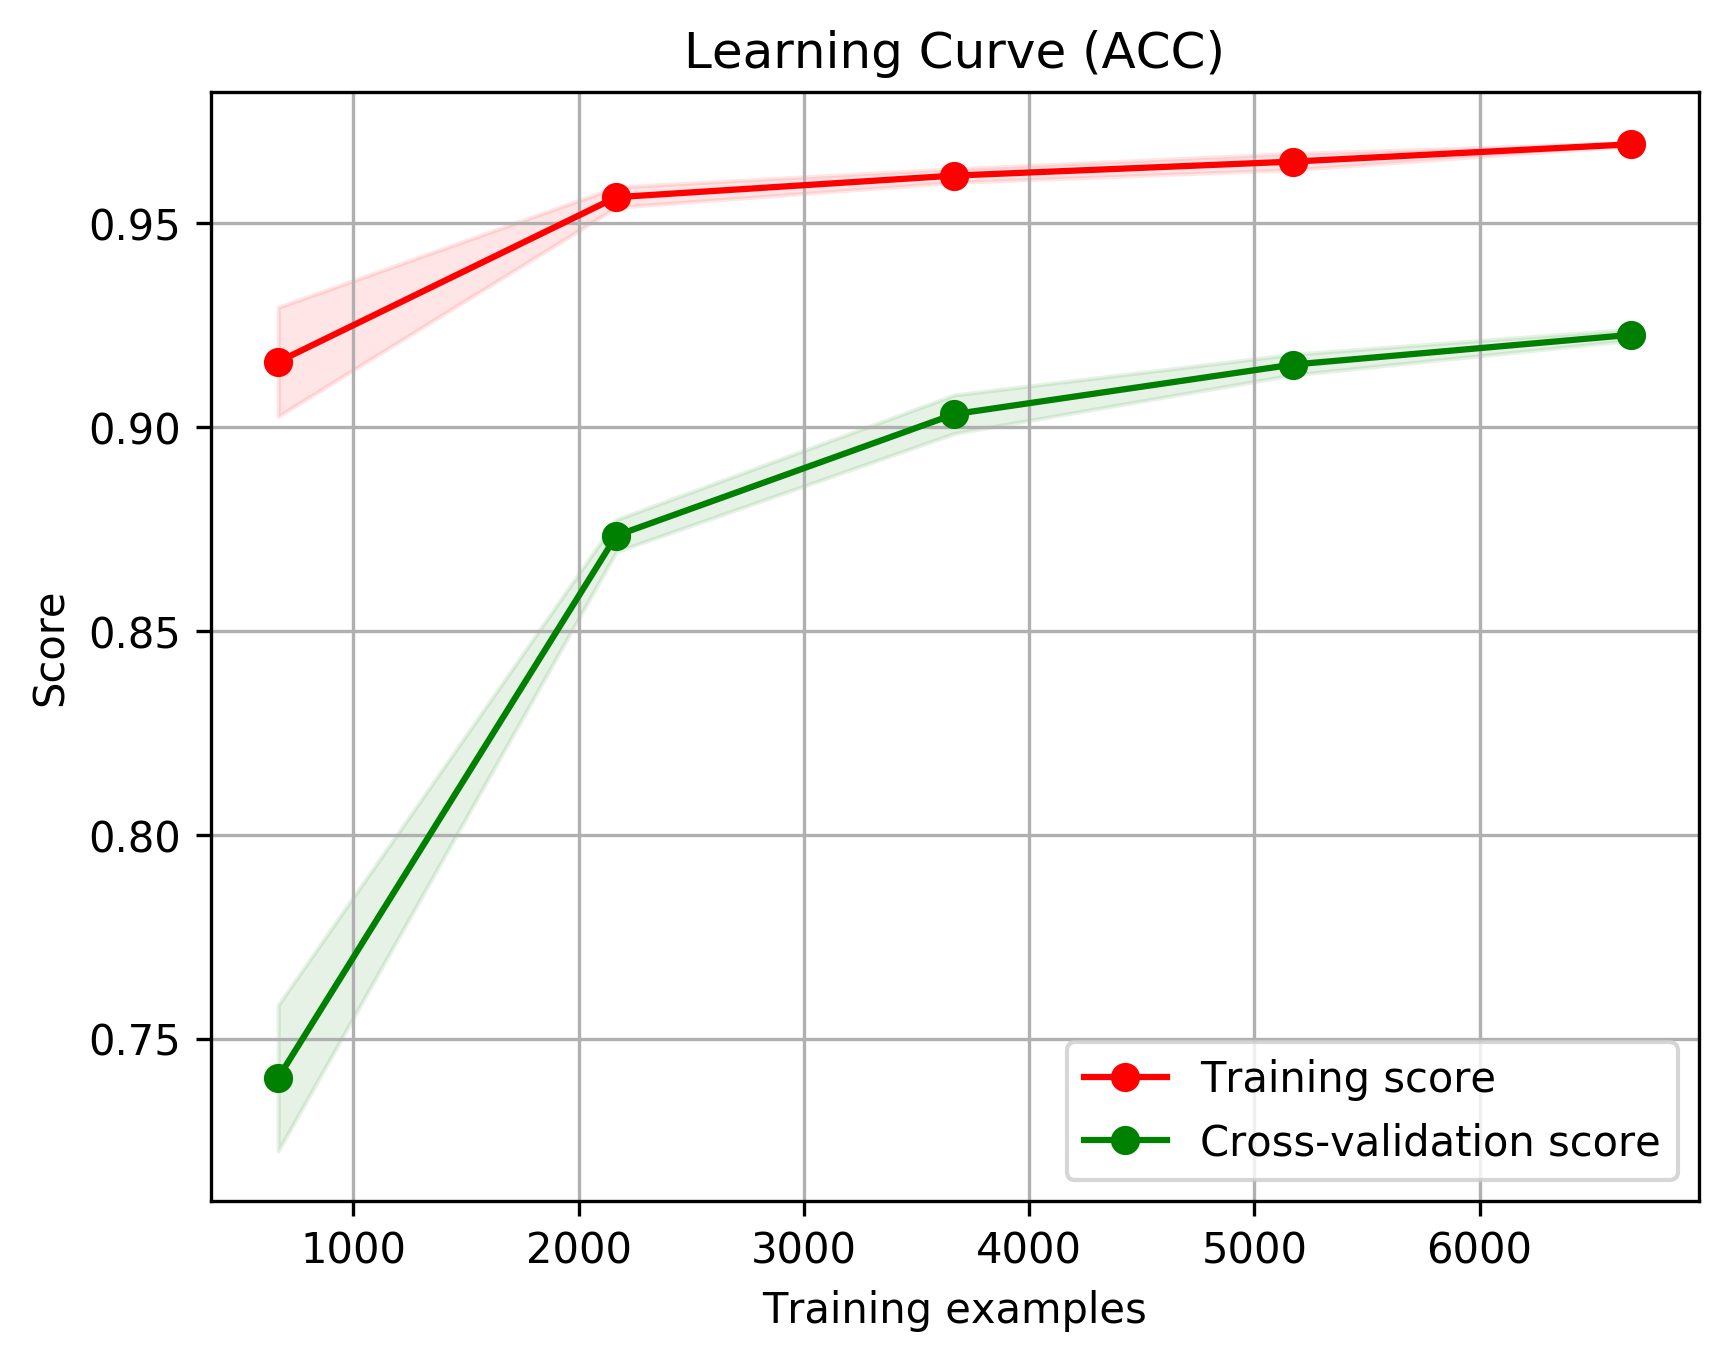 Learning Curve (ACC)
0.95
0.90
0.85
0.80
0.75
Score
1000 2000 3000 4000 5000 6000
Training examples
Training score
Cross-validation score